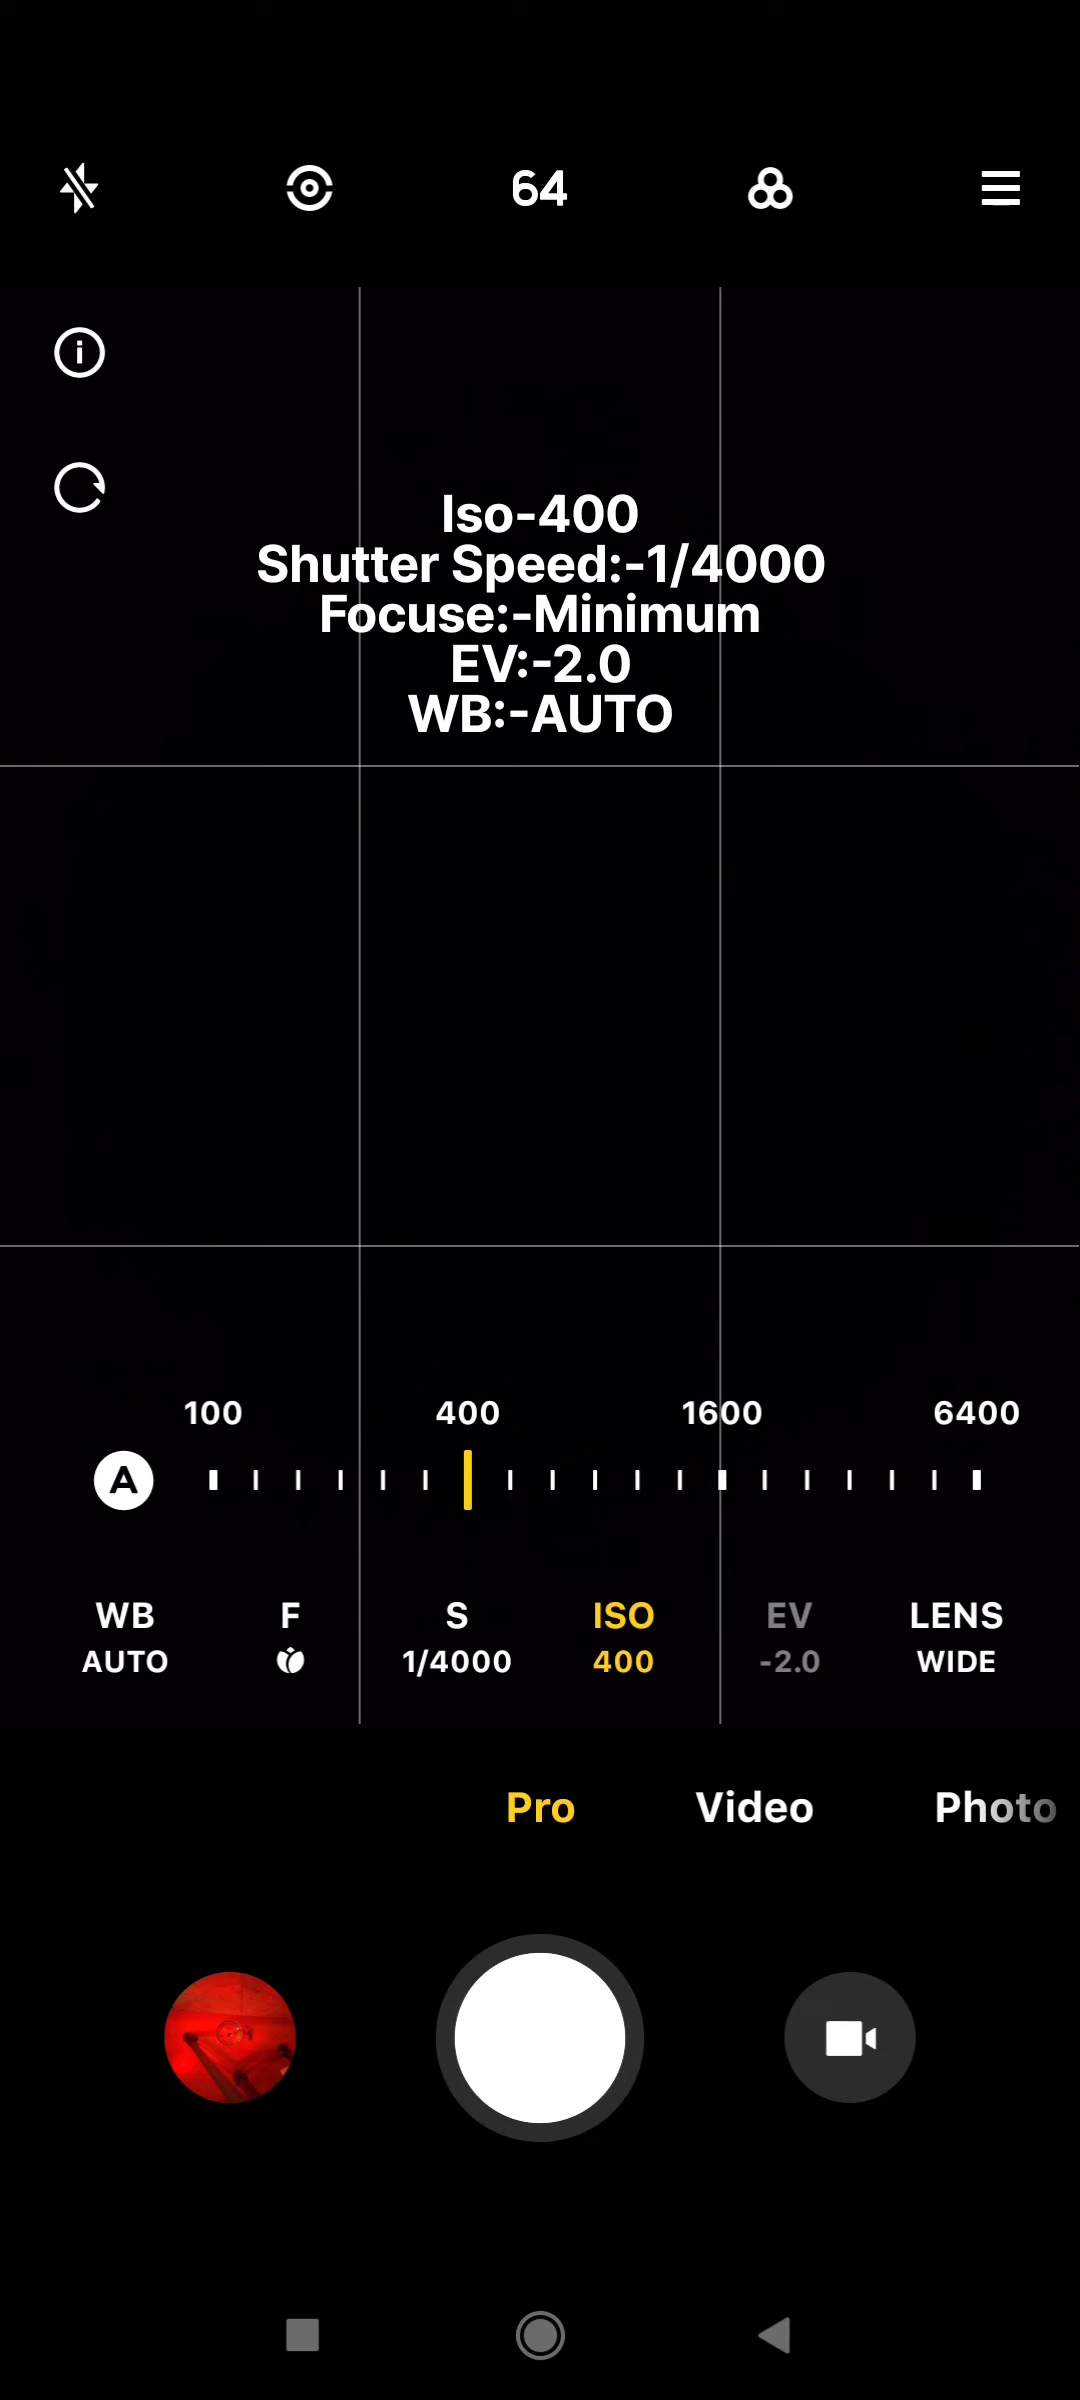 64
Iso-400
Shutter Speed:-1/4000
Focuse:-Minimum
EV:-2.0
WB:-AUTO
100 400 1600 6400
A
WB F S ISO EV LENS
AUTO 1/4000 400 -2.0 WIDE
Pro Video Photo